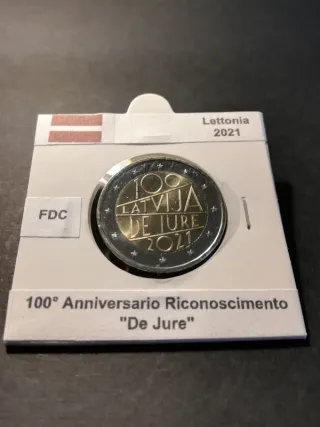 Lettonia
2021
FDC
100
LATVIJA
DE JURE
2021
100° Anniversario Riconoscimento
"De Jure"